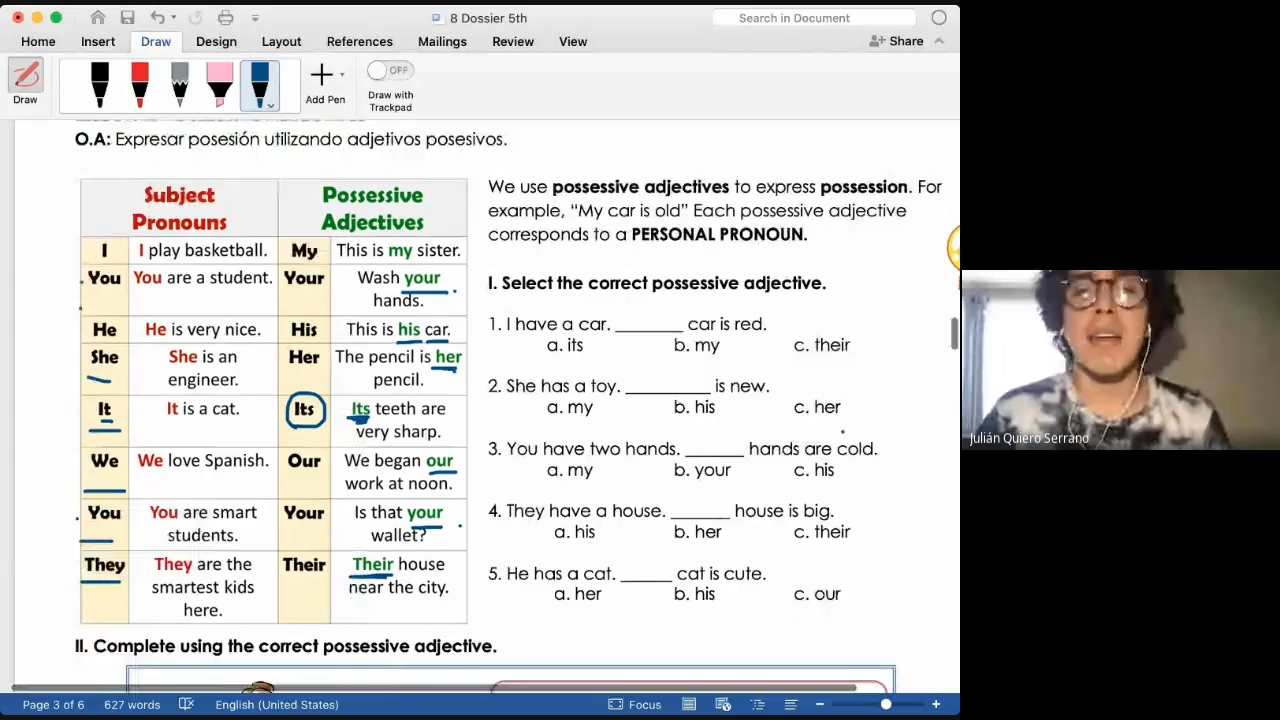 8 Dossier 5th
Search in Document
Home Insert Draw Design Layout References Mailings Review View Share
OFF
Draw Add Pen Draw with
Trackpad
O.A: Expresar posesión utilizando adjetivos posesivos.
Subject Pronouns Possessive Adjectives
I I play basketball. My This is my sister.
You You are a student. Your Wash your hands.
He He is very nice. His This is his car.
She She is an engineer. Her The pencil is her pencil.
It It is a cat. Its Its teeth are very sharp.
We We love Spanish. Our We began our work at noon.
You You are smart students. Your Is that your wallet?
They They are the smartest kids here. Their Their house near the city.
We use possessive adjectives to express possession. For
example, “My car is old” Each possessive adjective
corresponds to a PERSONAL PRONOUN.
I. Select the correct possessive adjective.
1. I have a car. _______ car is red.
a. its b. my c. their
2. She has a toy. _________ is new.
a. my b. his c. her
3. You have two hands. ______ hands are cold.
a. my b. your c. his
4. They have a house. ______ house is big.
a. his b. her c. their
5. He has a cat. _____ cat is cute.
a. her b. his c. our
II. Complete using the correct possessive adjective.
Page 3 of 6 627 words English (United States) Focus
Julián Quiero Serrano